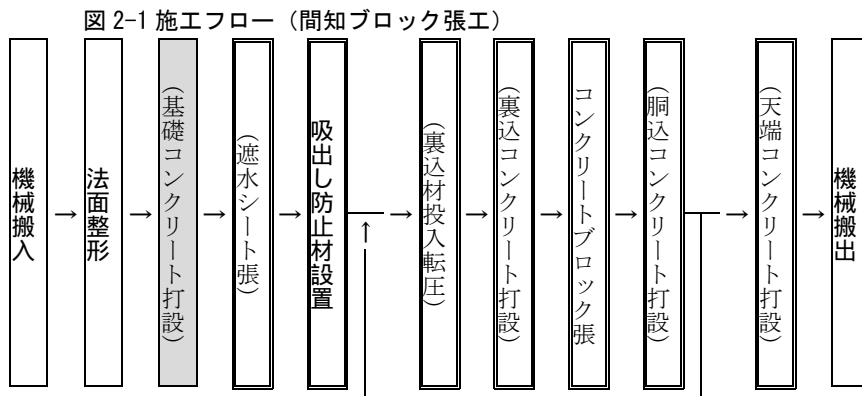 図 2-1 施工フロー（間知ブロック張工）
機械搬入
→
法面整形
→
（基礎コンクリート打設）
→
（遮水シート張）
→
吸出し防止材設置
→
↑
（裏込材投入転圧）
→
（裏込コンクリート打設）
→
コンクリートブロック張
→
（胴込コンクリート打設）
→
（天端コンクリート打設）
→
機械搬出